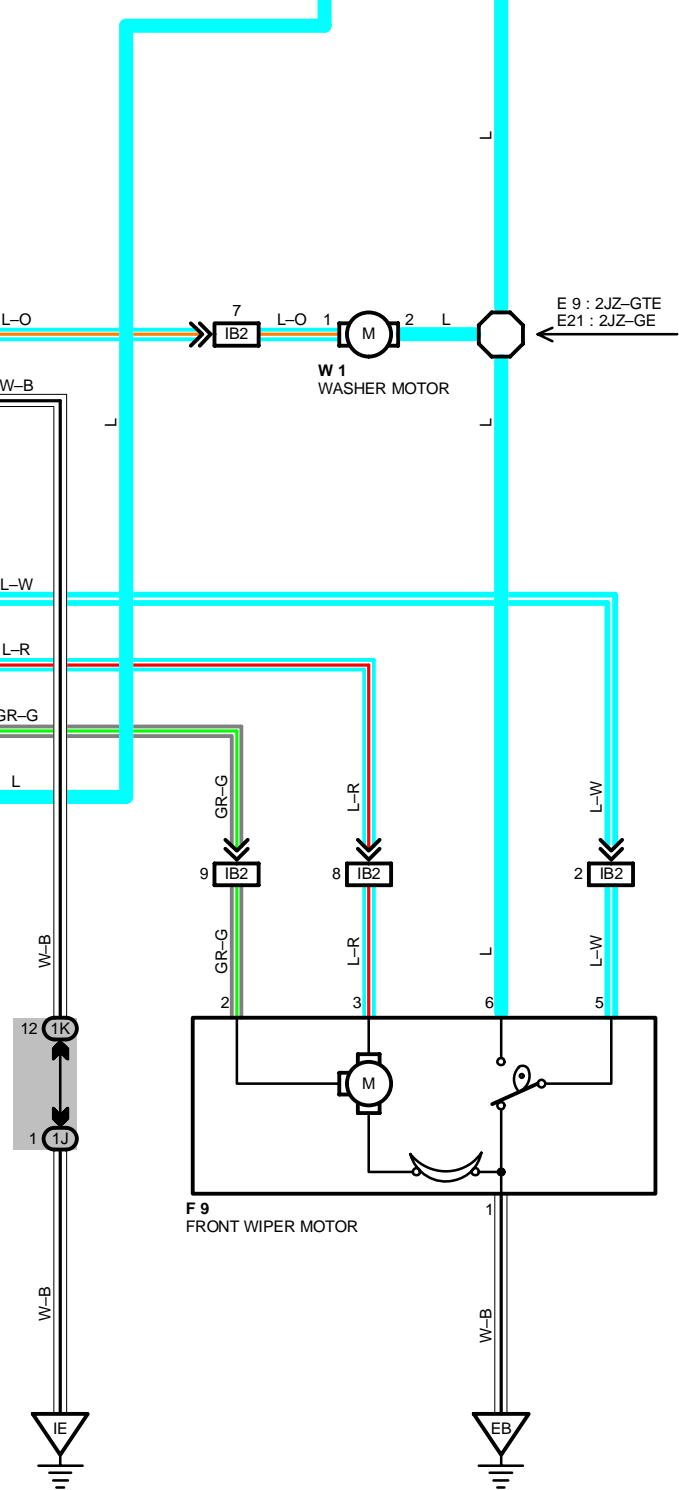 L
E 9 : 2JZ–GTE
E21 : 2JZ–GE
L–O
7
IB2
L–O
1
M
2
L
W 1
WASHER MOTOR
W–B
L
L
L–W
L–R
GR–G
L
GR–G
L–R
L–W
9
IB2
8
IB2
2
IB2
W–B
GR–G
L–R
L
L–W
2
3
6
5
12
1K
M
1
1J
F 9
FRONT WIPER MOTOR
1
W–B
W–B
IE
EB